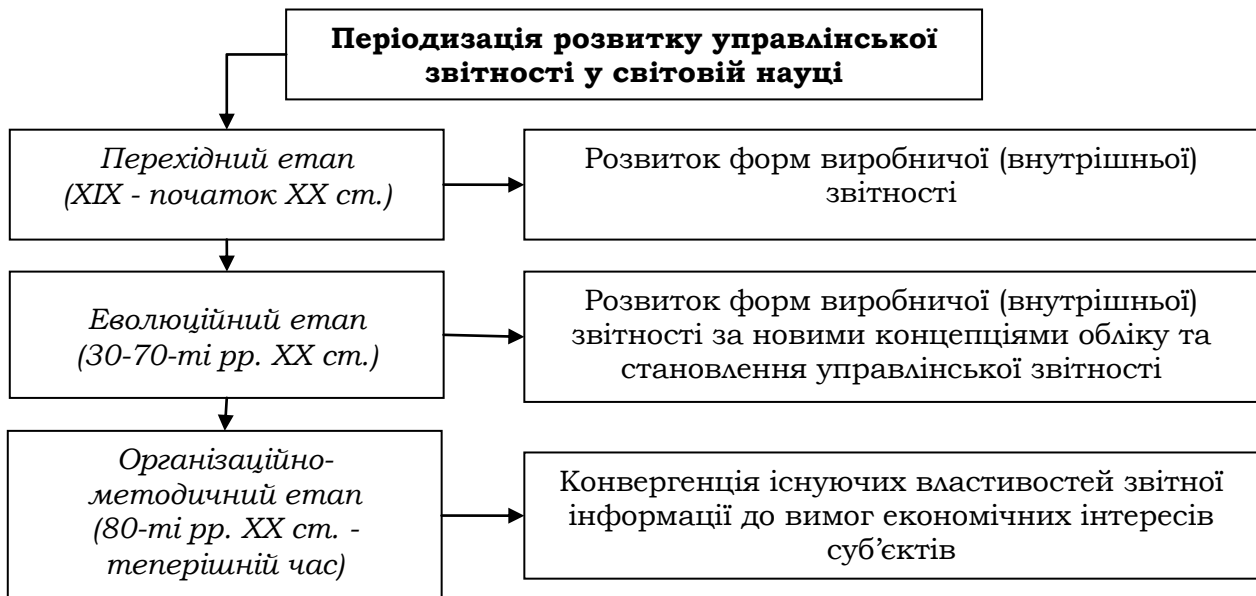 Періодизація розвитку управлінської
звітності у світовій науці
Перехідний етап
(XIX - початок XX ст.)
Розвиток форм виробничої (внутрішньої)
звітності
Еволюційний етап
(30-70-ті рр. XX ст.)
Розвиток форм виробничої (внутрішньої)
звітності за новими концепціями обліку та
становлення управлінської звітності
Організаційно-
методичний етап
(80-ті рр. XX ст. -
теперішній час)
Конвергенція існуючих властивостей звітної
інформації до вимог економічних інтересів
суб’єктів